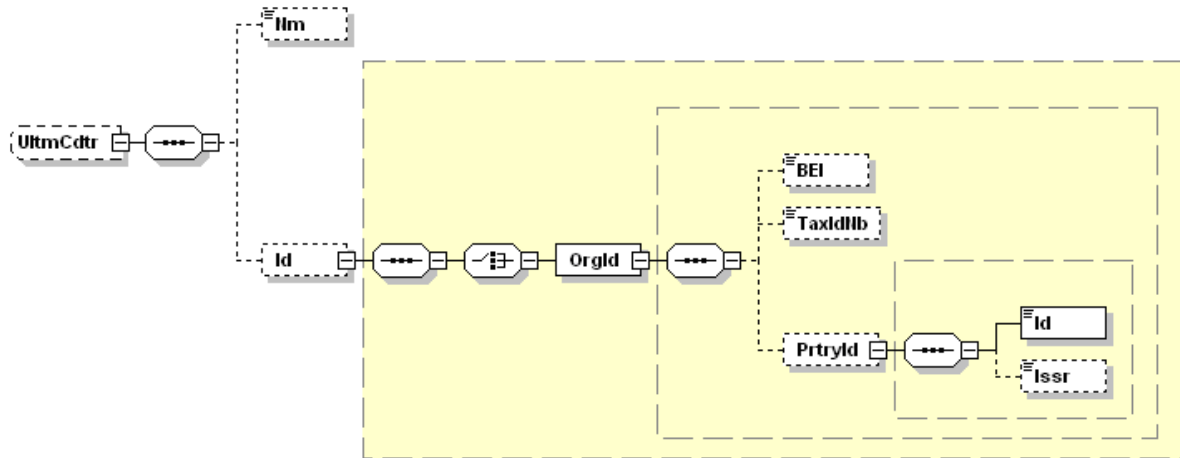 Nm
UltmCdtr
BEI
TaxIdNb
Id
OrgId
Id
PrtryId
Issr